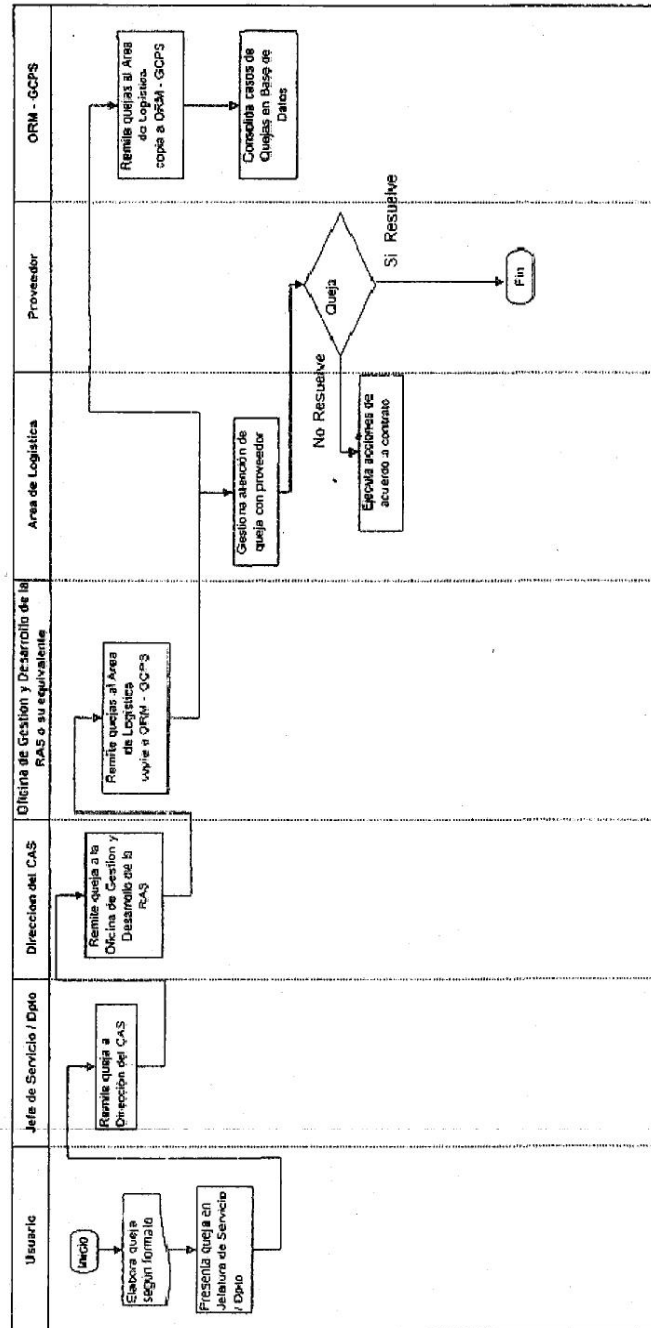 Usuario
Jefe de Servicio / Dpto
Direccion del CAS
Oficina de Gestion y Desarrollo de la
RAS o su equivalente
Area de Logistica
Proveedor
ORM - GCPS
Inicio
Elabora queja
según formato
Presenta queja en
Jefatura de Servicio
/ Dpto
Remite queja a
Dirección del CAS
Remite queja a la
Oficina de Gestion y
Desarrollo de la
RAS
Remite quejas al Area
de Logística
copia a ORM - GCPS
Gestiona atención de
queja con proveedor
Queja
No Resuelve
Si Resuelve
Ejecuta acciones de
acuerdo a contrato
Fin
Remite quejas al Area
de Logística.
copia a ORM - GCPS
Consolida casos de
Quejas en Base de
Datos